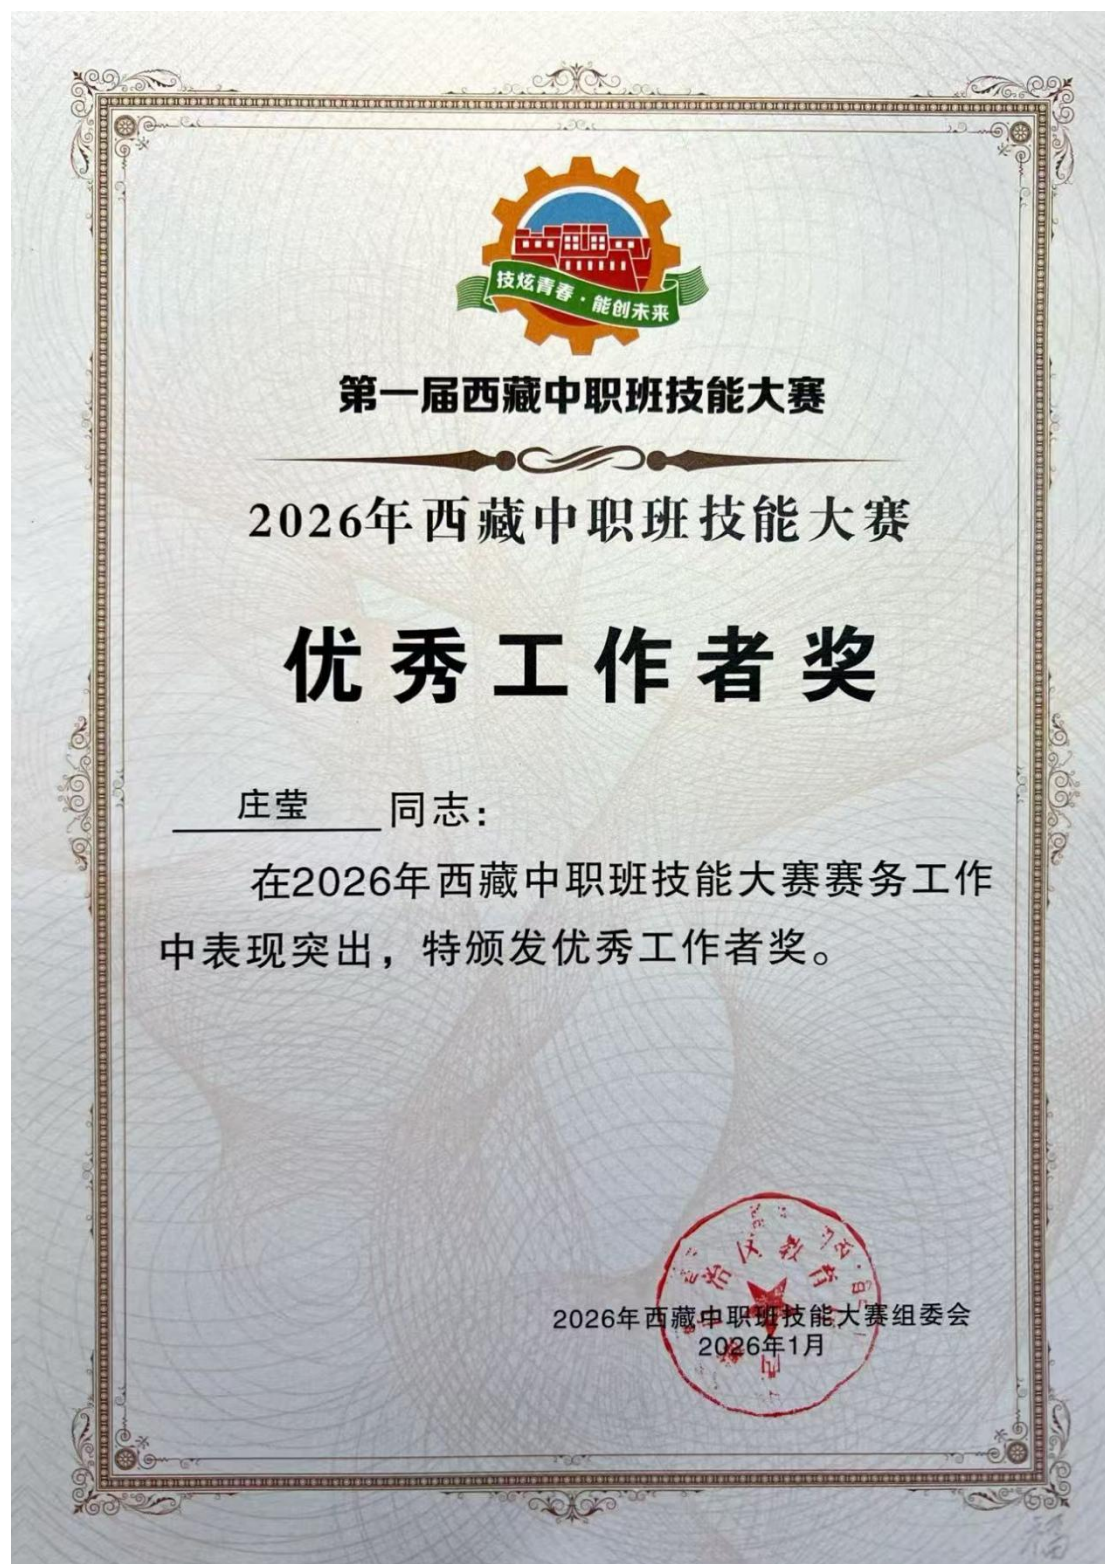 技炫青春·能创未来
第一届西藏中职班技能大赛
2026年西藏中职班技能大赛
优秀工作者奖
庄莹 同志：
在2026年西藏中职班技能大赛赛务工作
中表现突出，特颁发优秀工作者奖。
治区教育
2026年西藏中职班技能大赛组委会
2026年1月